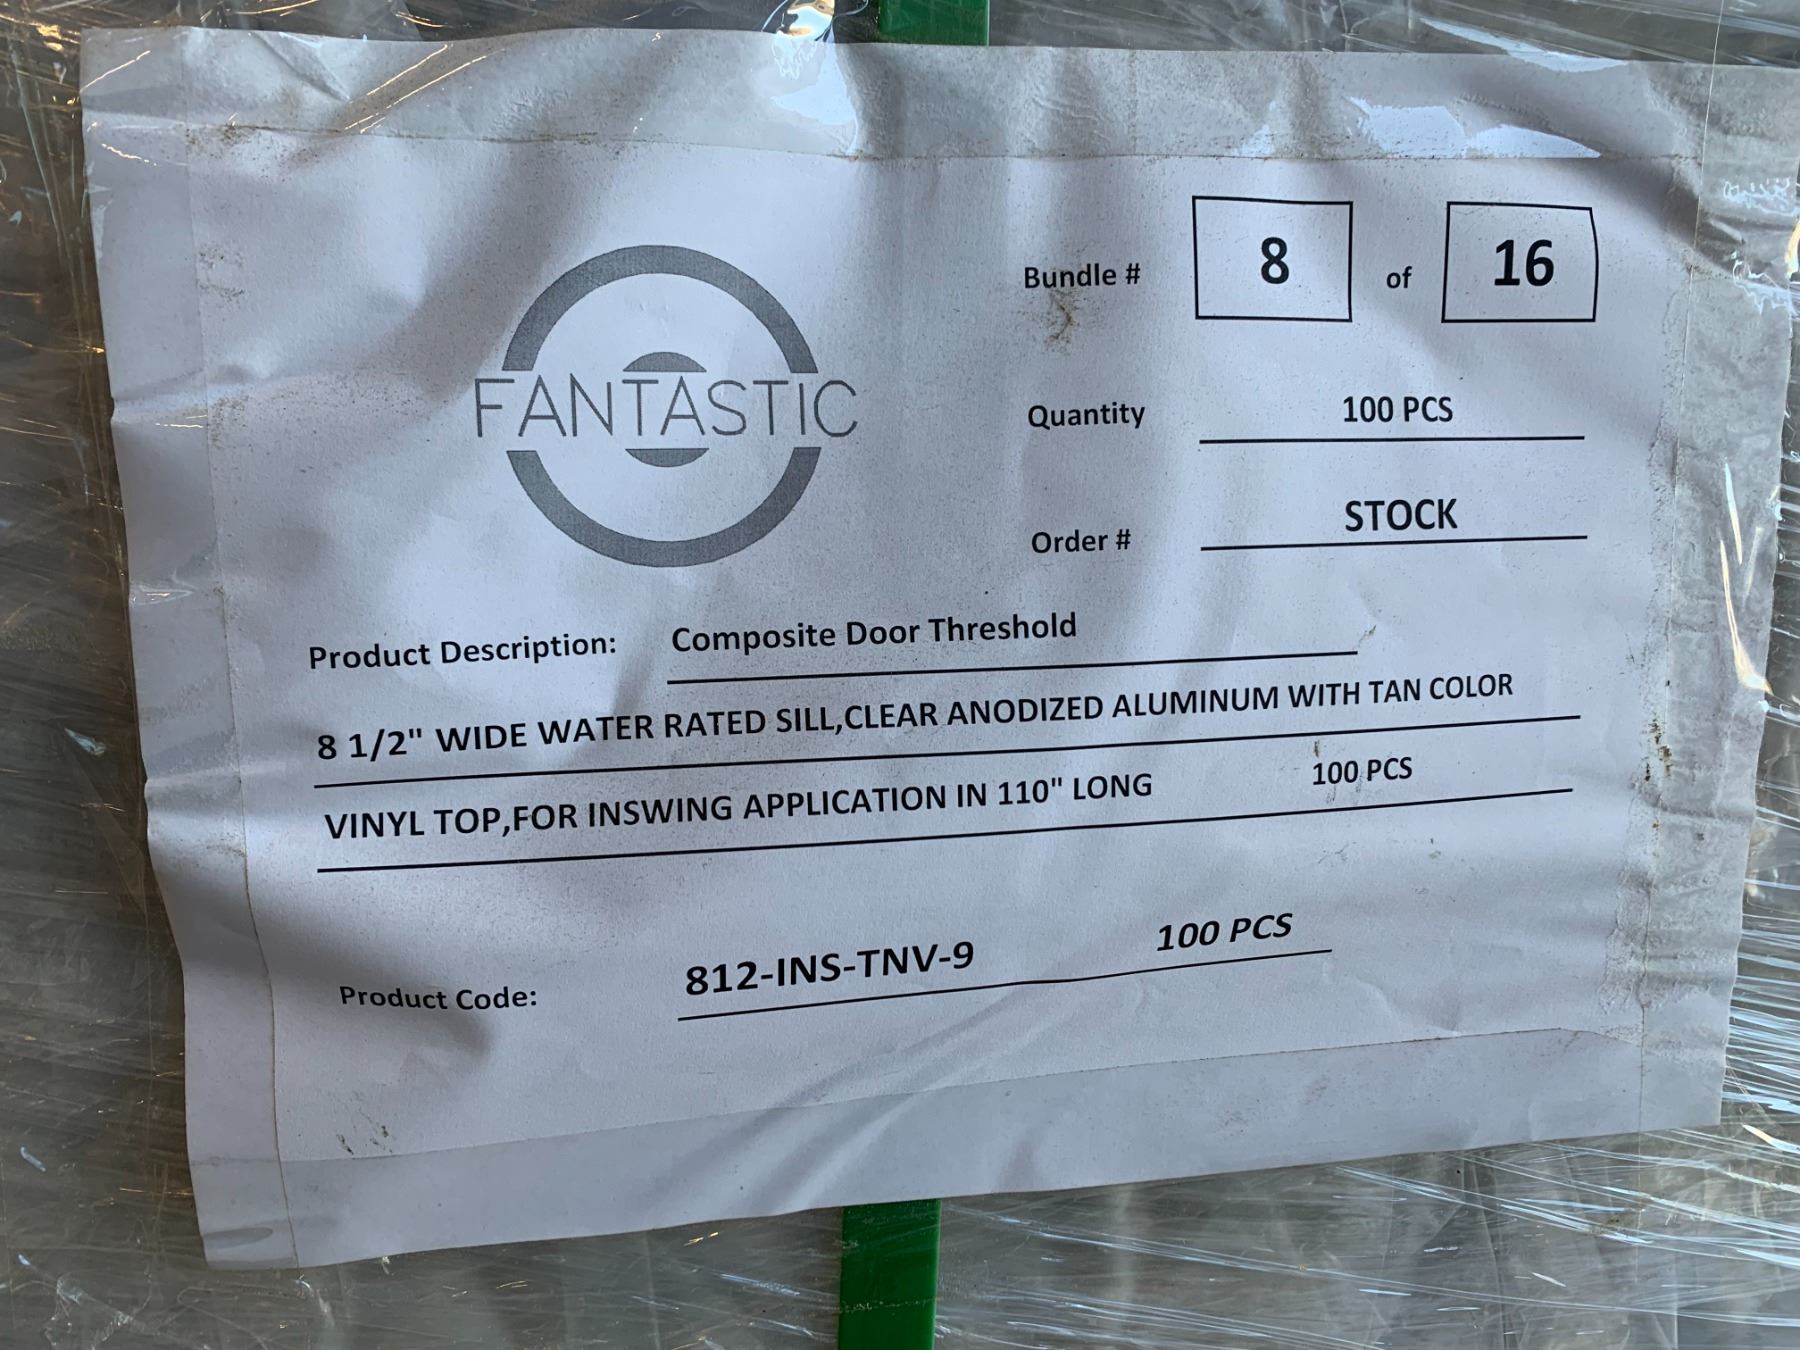 FANTASTIC
Bundle # 8 of 16
Quantity 100 PCS
Order # STOCK
Product Description: Composite Door Threshold
8 1/2" WIDE WATER RATED SILL,CLEAR ANODIZED ALUMINUM WITH TAN COLOR
VINYL TOP,FOR INSWING APPLICATION IN 110" LONG 100 PCS
Product Code: 812-INS-TNV-9 100 PCS